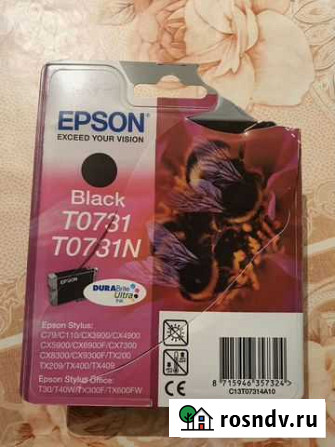 EPSON
EXCEED YOUR VISION
Black
T0731
T0731N
DURABrite
Ultra
Ink
Epson Stylus:
C79/C110/CX3900/CX4900
CX5900/CX6900F/CX7300
CX8300/CX9300F/TX200
TX209/TX400/TX409
Epson Stylus Office:
T30/T40W/TX300F/TX600FW
8 715946 357324 >
C13T07314A10
rosndv.ru